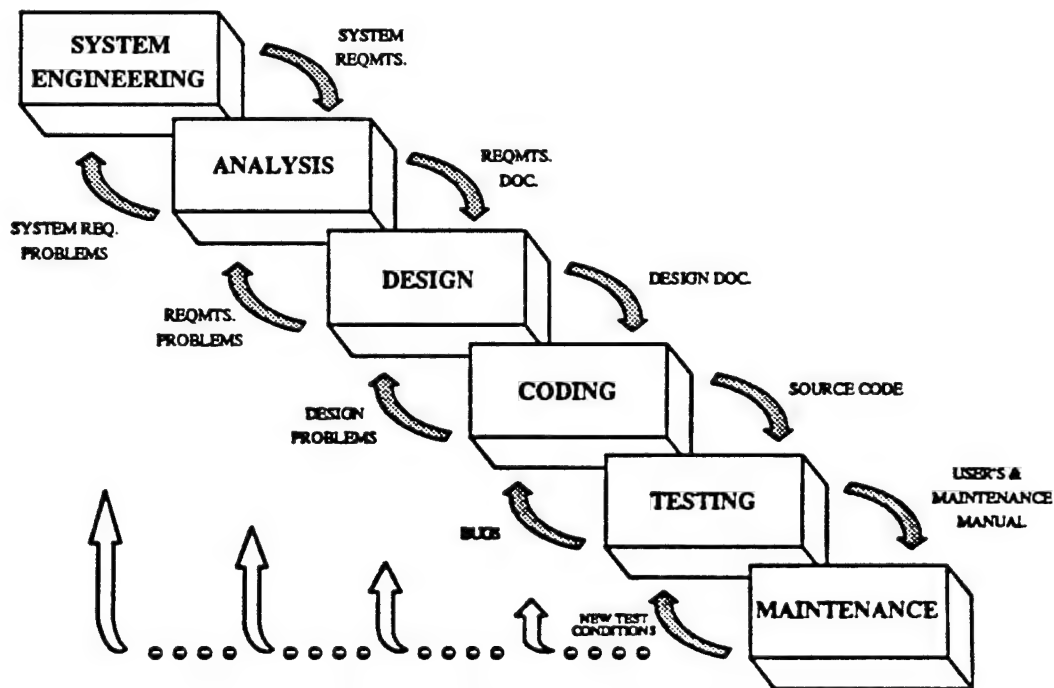 SYSTEM
ENGINEERING
SYSTEM
REQMTS.
ANALYSIS
REQMTS.
DOC.
SYSTEM REQ.
PROBLEMS
DESIGN
DESIGN DOC.
REQMTS.
PROBLEMS
CODING
SOURCE CODE
DESIGN
PROBLEMS
TESTING
USER'S &
MAINTENANCE
MANUAL
BUGS
MAINTENANCE
NEW TEST
CONDITIONS